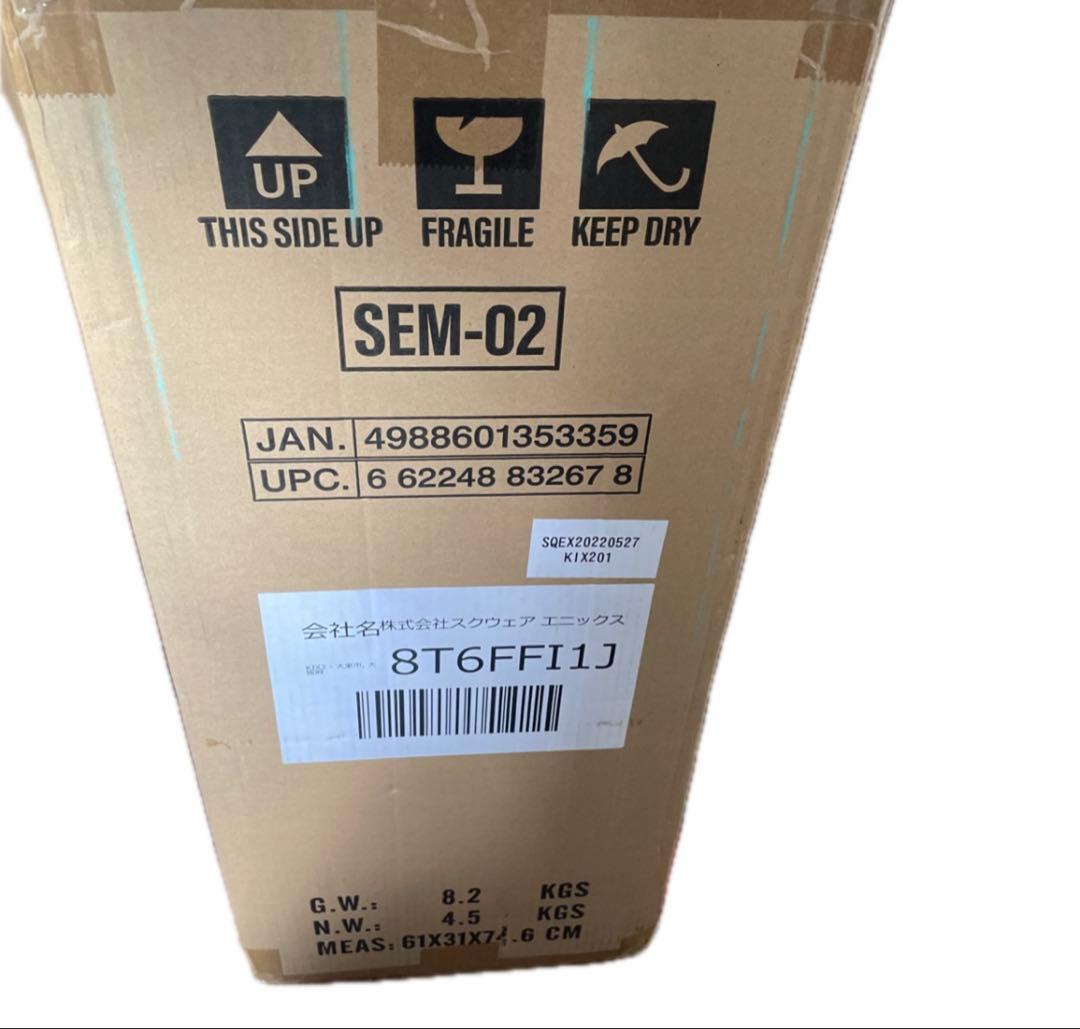 UP
THIS SIDE UP
FRAGILE
KEEP DRY
SEM-02
JAN. 4988601353359
UPC. 6 62248 83267 8
SQEX20220527
KIX201
会社名株式会社スクウェア エニックス
8T6FFI1J
G.W.: 8.2 KGS
N.W.: 4.5 KGS
MEAS: CM